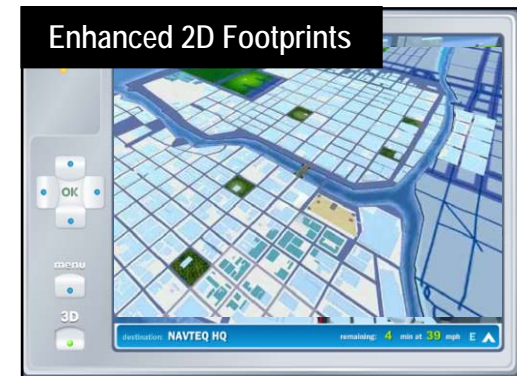 Enhanced 2D Footprints
OK
menu
3D
destination: NAVTEQ HQ remaining: 4 min at 39 mph E